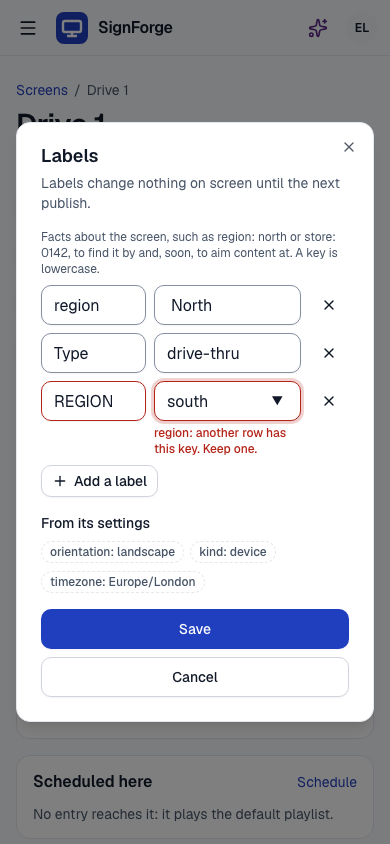 SignForge
EL
Screens / Drive 1
Drive 1
Labels
Labels change nothing on screen until the next
publish.
Facts about the screen, such as region: north or store:
0142, to find it by and, soon, to aim content at. A key is
lowercase.
region North
Type drive-thru
REGION south
region: another row has
this key. Keep one.
Add a label
From its settings
orientation: landscape kind: device
timezone: Europe/London
Save
Cancel
Scheduled here Schedule
No entry reaches it: it plays the default playlist.